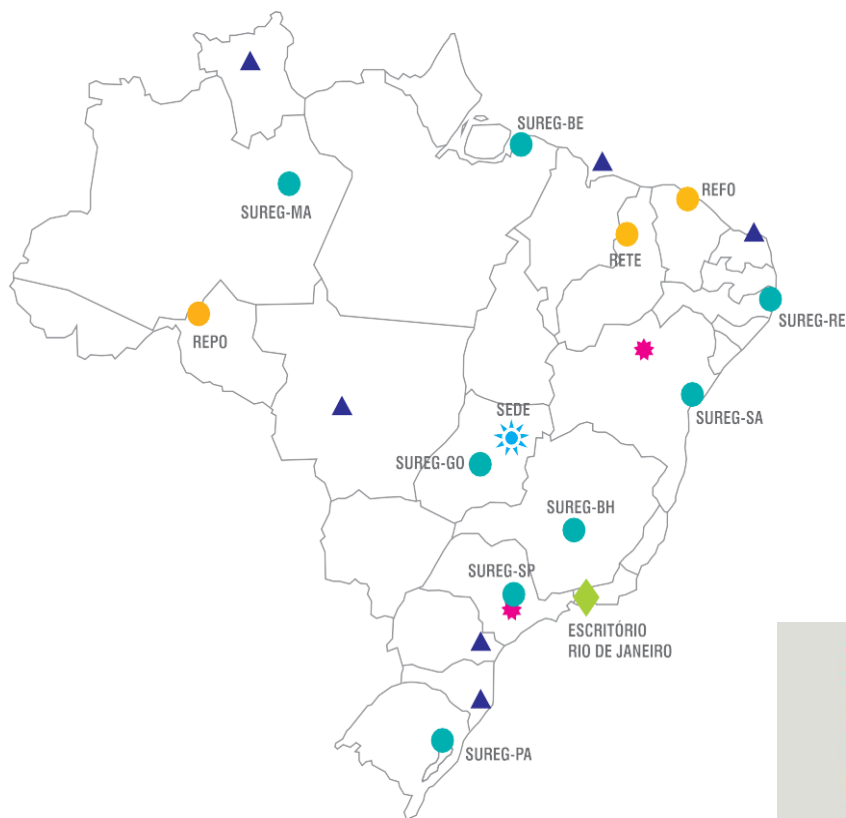 SUREG-BE
REFO
SUREG-MA
RETE
SUREG-RE
REPO
SEDE
SUREG-SA
SUREG-GO
SUREG-BH
SUREG-SP
ESCRITÓRIO
RIO DE JANEIRO
SUREG-PA